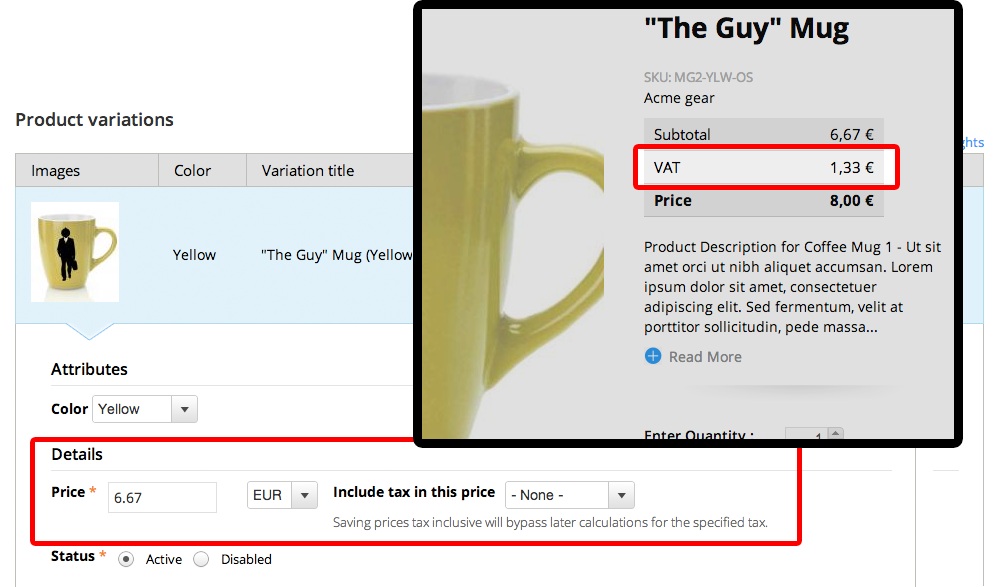 "The Guy" Mug
SKU: MG2-YLW-OS
Acme gear
Subtotal 6,67 €
VAT 1,33 €
Price 8,00 €
Product Description for Coffee Mug 1 - Ut sit
amet orci ut nibh aliquet accumsan. Lorem
ipsum dolor sit amet, consectetuer
adipiscing elit. Sed fermentum, velit at
porttitor sollicitudin, pede massa...
Read More
Enter Quantity : 1
Product variations
Images Color Variation title
Yellow "The Guy" Mug (Yellow
Attributes
Color Yellow
Details
Price * 6.67 EUR Include tax in this price - None -
Saving prices tax inclusive will bypass later calculations for the specified tax.
Status * Active Disabled